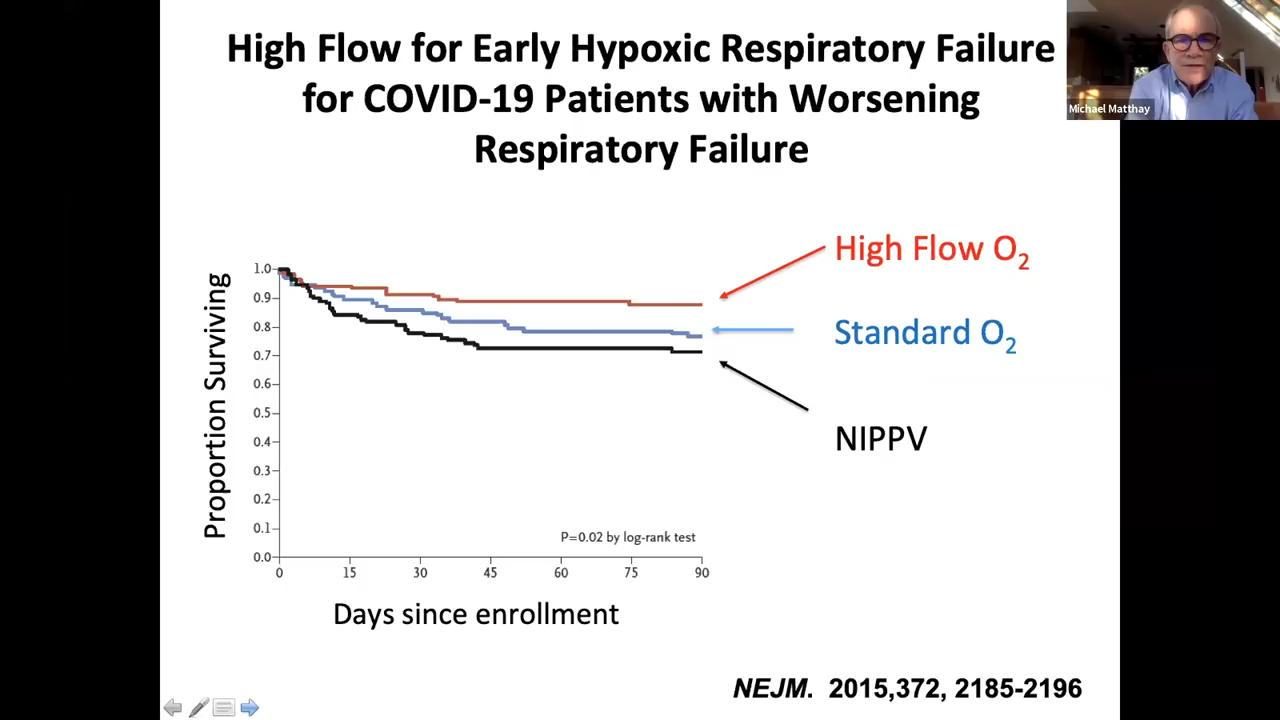 High Flow for Early Hypoxic Respiratory Failure
for COVID-19 Patients with Worsening
Respiratory Failure
Michael Matthay
High Flow O₂
Standard O₂
NIPPV
Proportion Surviving
1.0
0.9
0.8
0.7
0.6
0.5
0.4
0.3
0.2
0.1
0.0
P=0.02 by log-rank test
0 15 30 45 60 75 90
Days since enrollment
NEJM. 2015,372, 2185-2196